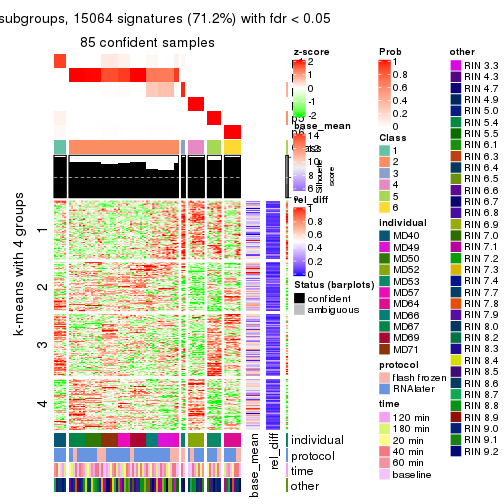 subgroups, 15064 signatures (71.2%) with fdr < 0.05
85 confident samples
k-means with 4 groups
1
2
3
4
base_mean
rel_diff
individual
protocol
time
other
z-score
2
1
0
-1
-2
base_mean
14
12
10
8
6
Silhouette
score
rel_diff
1
0.8
0.6
0.4
0.2
0
Status (barplots)
confident
ambiguous
Prob
1
0.8
0.6
0.4
0.2
0
Class
1
2
3
4
5
6
individual
MD40
MD49
MD50
MD52
MD53
MD57
MD64
MD66
MD67
MD69
MD71
protocol
flash frozen
RNAlater
time
120 min
180 min
20 min
40 min
60 min
baseline
other
RIN 3.3
RIN 4.3
RIN 4.7
RIN 4.9
RIN 5.0
RIN 5.4
RIN 5.5
RIN 6.1
RIN 6.3
RIN 6.4
RIN 6.5
RIN 6.6
RIN 6.7
RIN 6.8
RIN 6.9
RIN 7.0
RIN 7.1
RIN 7.2
RIN 7.3
RIN 7.4
RIN 7.7
RIN 7.8
RIN 7.9
RIN 8.0
RIN 8.2
RIN 8.3
RIN 8.4
RIN 8.5
RIN 8.6
RIN 8.7
RIN 8.8
RIN 8.9
RIN 9.0
RIN 9.1
RIN 9.2